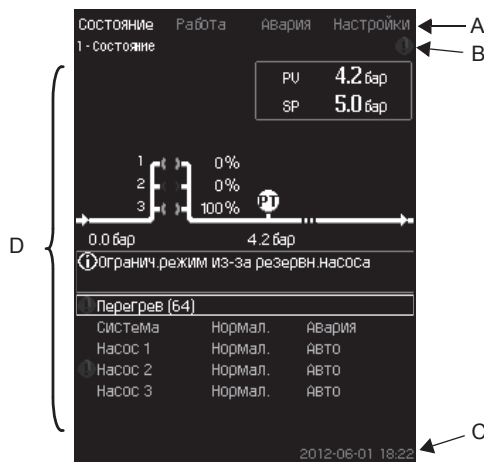 Состояние Работа Авария Настройки
A
1 - Состояние
B
PV 4.2 бар
SP 5.0 бар
1 0%
2 0%
3 100%
PT
0.0 бар 4.2 бар
D
Огранич.режим из-за резервн.насоса
Перегрев (64)
Система Нормал. Авария
Насос 1 Нормал. Авто
Насос 2 Нормал. Авто
Насос 3 Нормал. Авто
C
2012-06-01 18:22